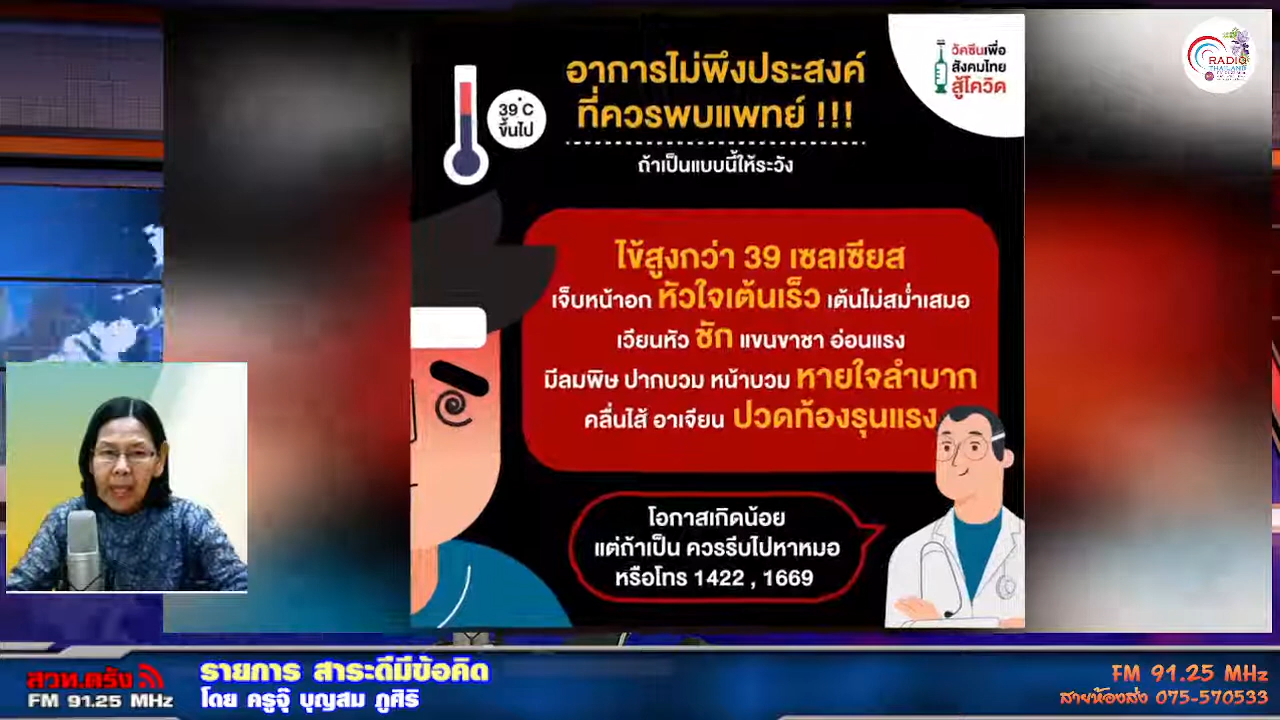 อาการไม่พึงประสงค์
ที่ควรพบแพทย์ !!!
ถ้าเป็นแบบนี้ให้ระวัง
39 ํC
ขึ้นไป
วัคซีนเพื่อ
สังคมไทย
สู้โควิด
RADIO
THAILAND
ไข้สูงกว่า 39 เซลเซียส
เจ็บหน้าอก หัวใจเต้นเร็ว เต้นไม่สม่ำเสมอ
เวียนหัว ชัก แขนขาชา อ่อนแรง
มีลมพิษ ปากบวม หน้าบวม หายใจลำบาก
คลื่นไส้ อาเจียน ปวดท้องรุนแรง
โอกาสเกิดน้อย
แต่ถ้าเป็น ควรรีบไปหาหมอ
หรือโทร 1422 , 1669
สวท.ตรัง
FM 91.25 MHz
รายการ สาระดีมีข้อคิด
โดย ครูจุ๊ บุญสม ภูศิริ
FM 91.25 MHz
สายห้องส่ง 075-570533